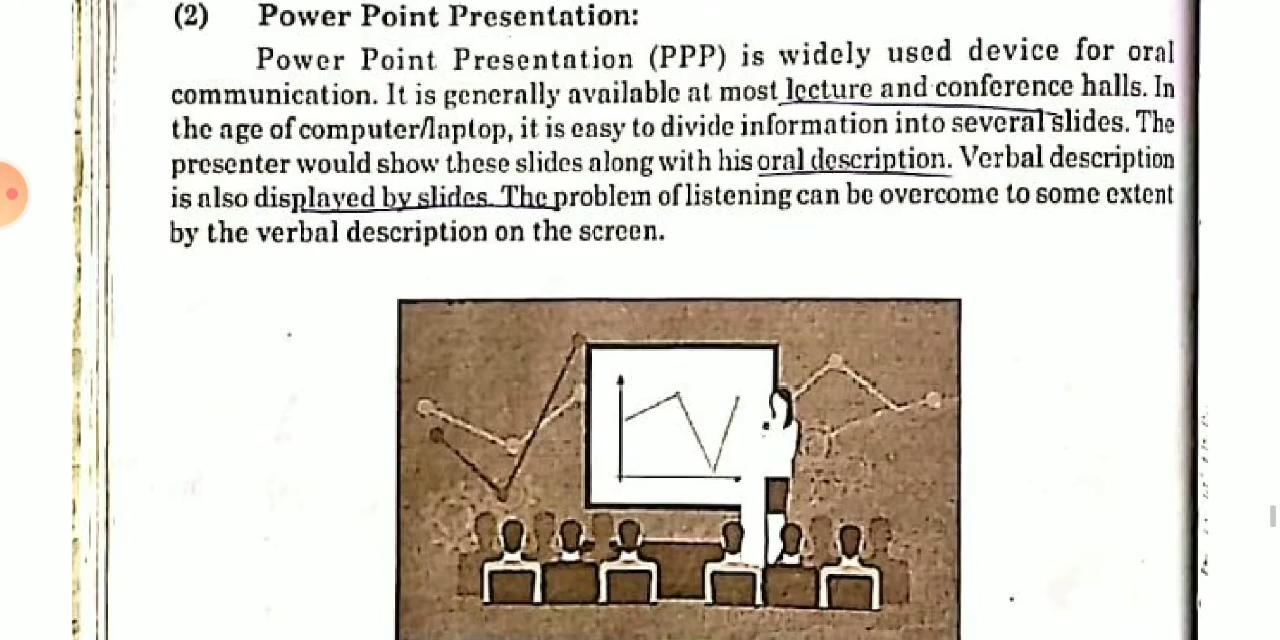 (2) Power Point Presentation:
Power Point Presentation (PPP) is widely used device for oral
communication. It is generally available at most lecture and conference halls. In
the age of computer/laptop, it is easy to divide information into several slides. The
presenter would show these slides along with his oral description. Verbal description
is also displayed by slides. The problem of listening can be overcome to some extent
by the verbal description on the screen.